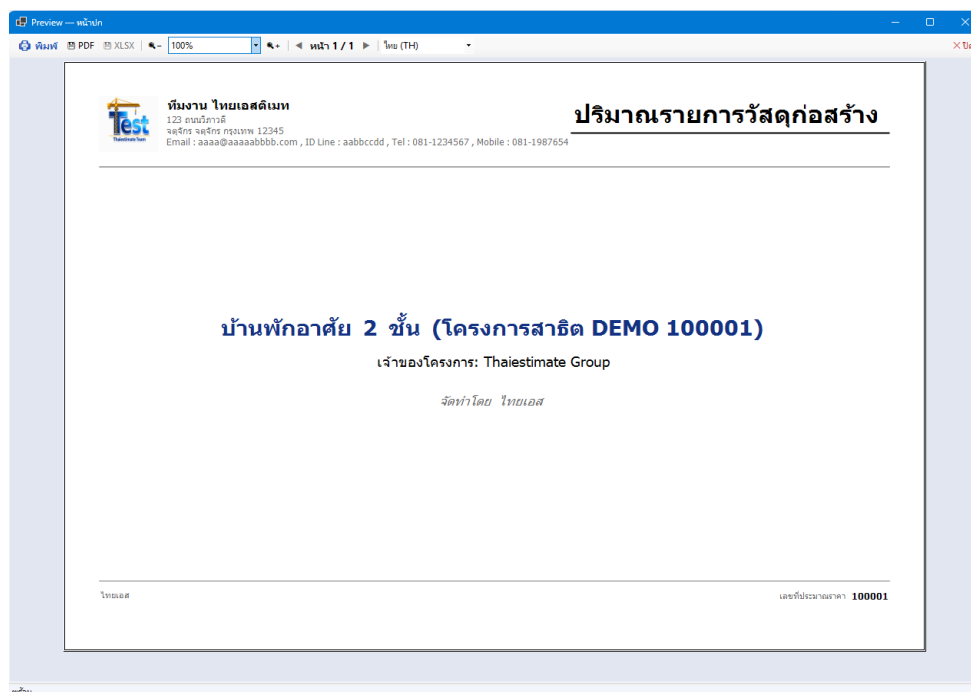 Preview — หน้าปก
พิมพ์ PDF XLSX 100% หน้า 1 / 1 ไทย (TH)
Test
ThaiestimateTeam
ทีมงาน ไทยเอสติเมท
123 ถนนวิภาวดี
จตุจักร จตุจักร กรุงเทพ 12345
Email : aaaa@aaaaabbbb.com , ID Line : aabbccdd , Tel : 081-1234567 , Mobile : 081-1987654
ปริมาณรายการวัสดุก่อสร้าง
บ้านพักอาศัย 2 ชั้น (โครงการสาธิต DEMO 100001)
เจ้าของโครงการ: Thaiestimate Group
จัดทำโดย ไทยเอส
ไทยเอส
เลขที่ประมาณราคา 100001